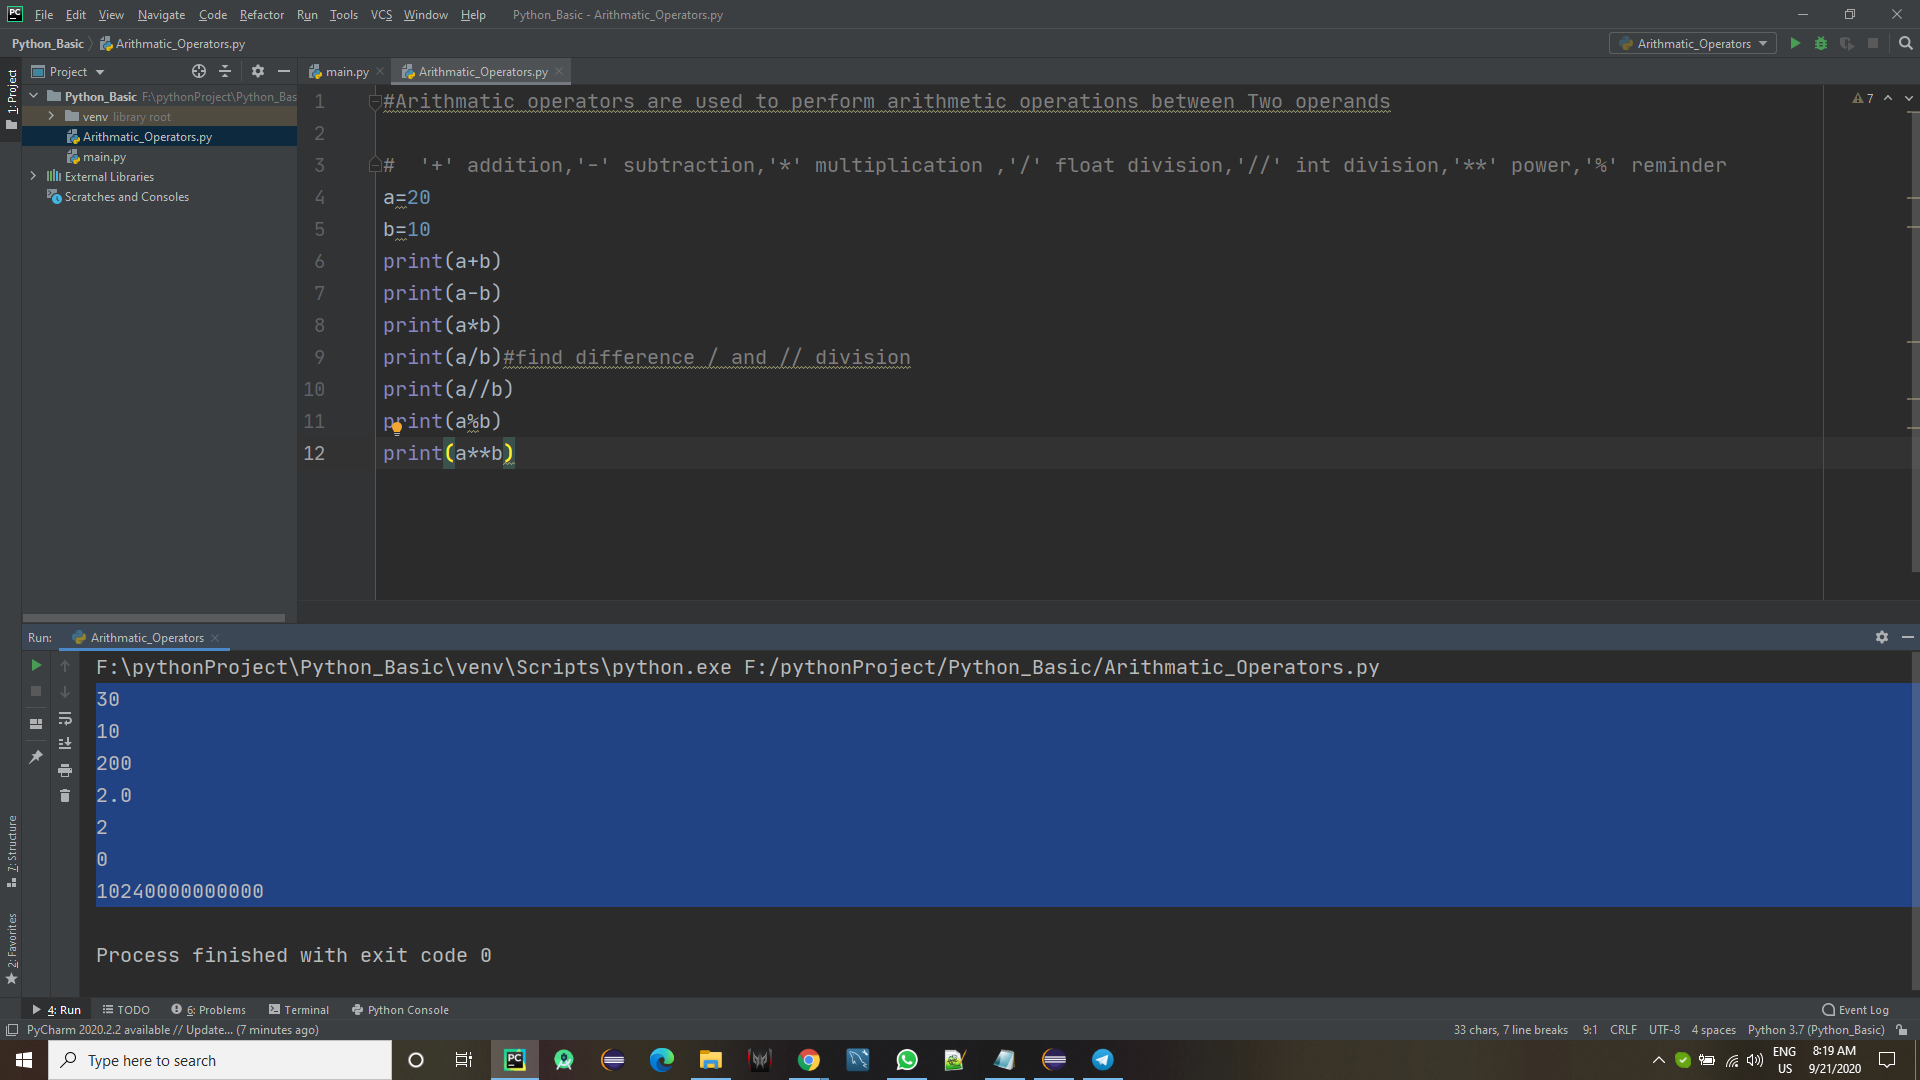 PC File Edit View Navigate Code Refactor Run Tools VCS Window Help Python_Basic - Arithmatic_Operators.py
Python_Basic Arithmatic_Operators.py Arithmatic_Operators
1: Project
Project main.py Arithmatic_Operators.py
Python_Basic F:\pythonProject\Python_Bas
venv library root
Arithmatic_Operators.py
main.py
External Libraries
Scratches and Consoles
7
1 #Arithmatic operators are used to perform arithmetic operations between Two operands
2
3 #  '+' addition,'-' subtraction,'*' multiplication ,'/' float division,'//' int division,'**' power,'%' reminder
4 a=20
5 b=10
6 print(a+b)
7 print(a-b)
8 print(a*b)
9 print(a/b)#find difference / and // division
10 print(a//b)
11 print(a%b)
12 print(a**b)
Run: Arithmatic_Operators
F:\pythonProject\Python_Basic\venv\Scripts\python.exe F:/pythonProject/Python_Basic/Arithmatic_Operators.py
30
10
200
2.0
2
0
10240000000000
Process finished with exit code 0
7: Structure
2: Favorites
4: Run TODO 6: Problems Terminal Python Console Event Log
PyCharm 2020.2.2 available // Update... (7 minutes ago) 33 chars, 7 line breaks 9:1 CRLF UTF-8 4 spaces Python 3.7 (Python_Basic)
Type here to search PC ENG 8:19 AM
US 9/21/2020